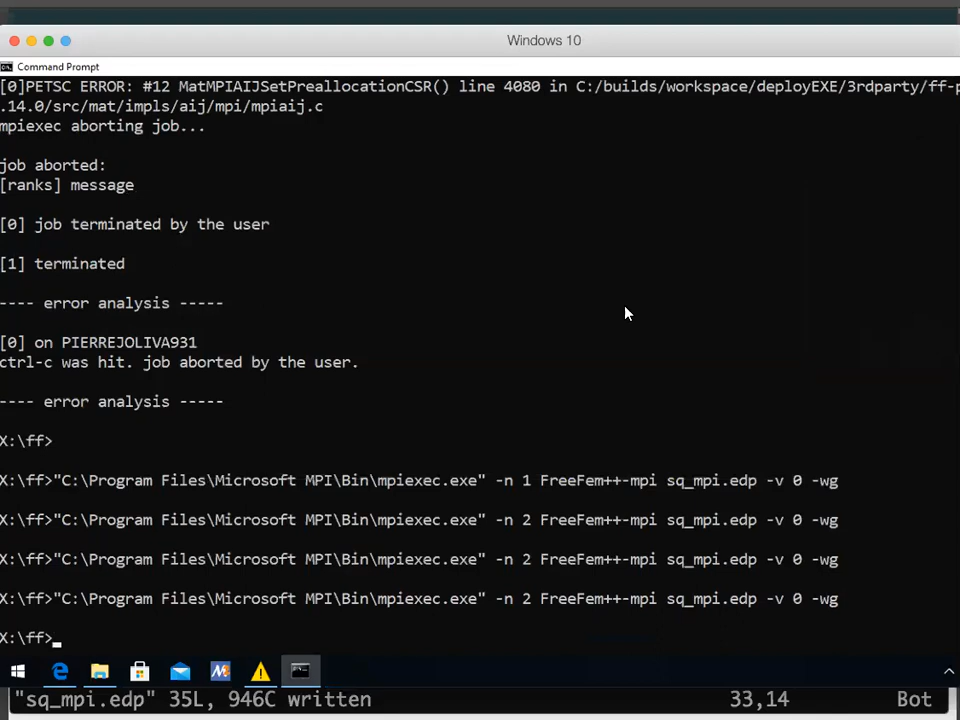 Windows 10
Command Prompt
[0]PETSC ERROR: #12 MatMPIAIJSetPreallocationCSR() line 4080 in C:/builds/workspace/deployEXE/3rdparty/ff-p
.14.0/src/mat/impls/aij/mpi/mpiaij.c
mpiexec aborting job...
job aborted:
[ranks] message
[0] job terminated by the user
[1] terminated
---- error analysis -----
[0] on PIERREJOLIVA931
ctrl-c was hit. job aborted by the user.
---- error analysis -----
X:\ff>
X:\ff>"C:\Program Files\Microsoft MPI\Bin\mpiexec.exe" -n 1 FreeFem++-mpi sq_mpi.edp -v 0 -wg
X:\ff>"C:\Program Files\Microsoft MPI\Bin\mpiexec.exe" -n 2 FreeFem++-mpi sq_mpi.edp -v 0 -wg
X:\ff>"C:\Program Files\Microsoft MPI\Bin\mpiexec.exe" -n 2 FreeFem++-mpi sq_mpi.edp -v 0 -wg
X:\ff>"C:\Program Files\Microsoft MPI\Bin\mpiexec.exe" -n 2 FreeFem++-mpi sq_mpi.edp -v 0 -wg
X:\ff>
"sq_mpi.edp" 35L, 946C written 33,14 Bot